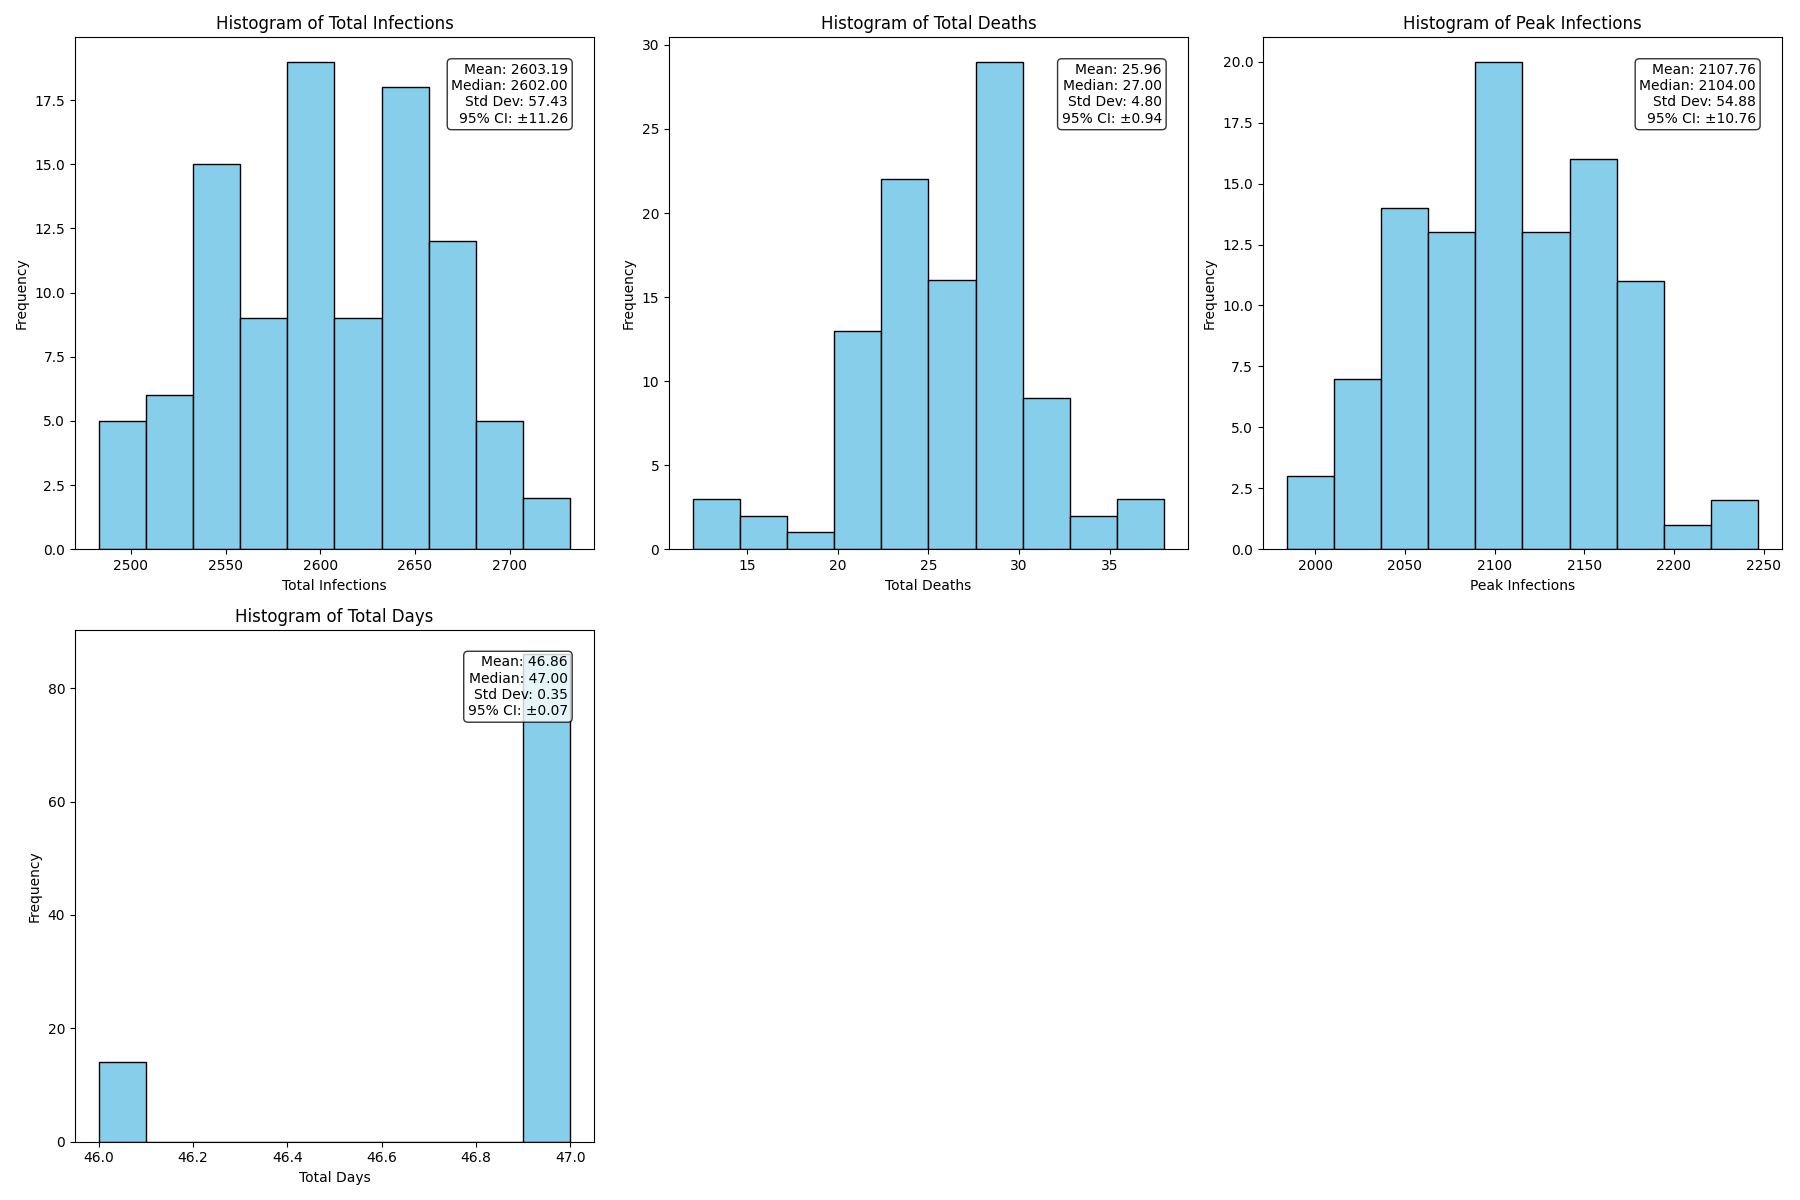 Histogram of Total Infections
Mean: 2603.19
Median: 2602.00
Std Dev: 57.43
95% CI: ±11.26
Frequency
17.5
15.0
12.5
10.0
7.5
5.0
2.5
0.0
2500 2550 2600 2650 2700
Total Infections
Histogram of Total Deaths
Mean: 25.96
Median: 27.00
Std Dev: 4.80
95% CI: ±0.94
Frequency
30
25
20
15
10
5
0
15 20 25 30 35
Total Deaths
Histogram of Peak Infections
Mean: 2107.76
Median: 2104.00
Std Dev: 54.88
95% CI: ±10.76
Frequency
20.0
17.5
15.0
12.5
10.0
7.5
5.0
2.5
0.0
2000 2050 2100 2150 2200 2250
Peak Infections
Histogram of Total Days
Mean: 46.86
Median: 47.00
Std Dev: 0.35
95% CI: ±0.07
Frequency
80
60
40
20
0
46.0 46.2 46.4 46.6 46.8 47.0
Total Days